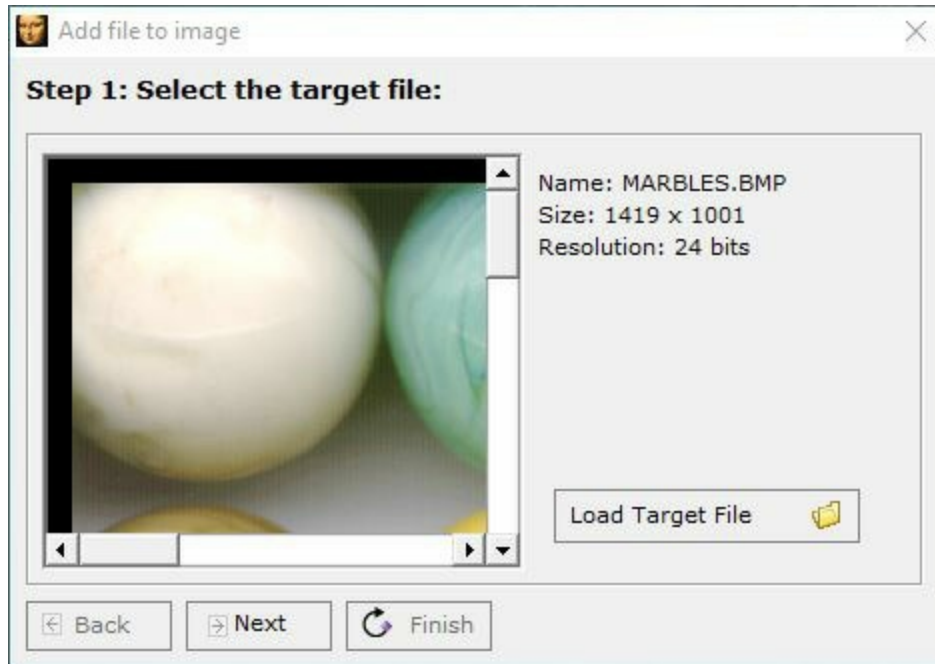 Add file to image
Step 1: Select the target file:
Name: MARBLES.BMP
Size: 1419 x 1001
Resolution: 24 bits
Load Target File
Back
Next
Finish